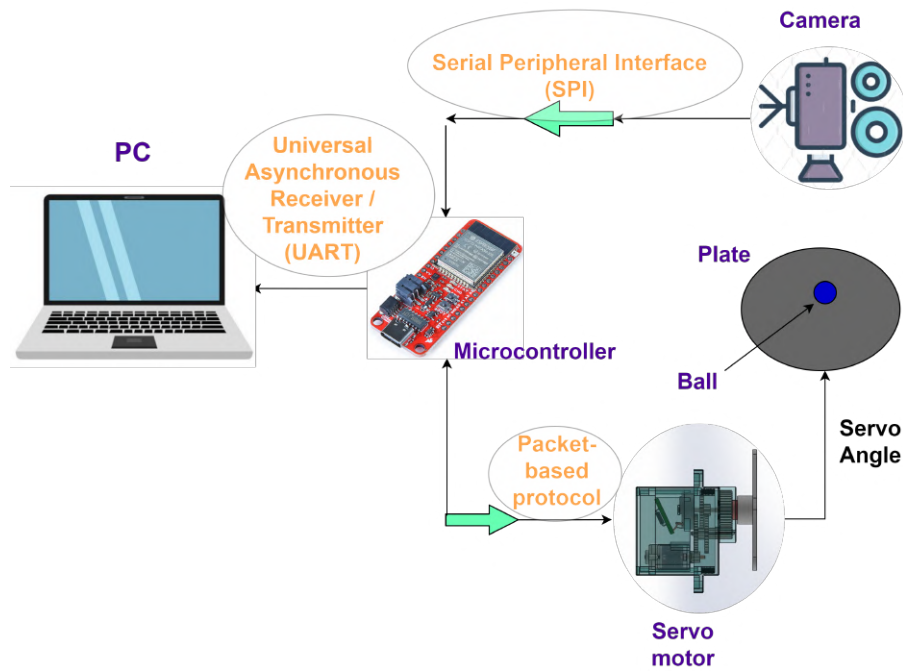 Camera
Serial Peripheral Interface
(SPI)
PC
Universal
Asynchronous
Receiver /
Transmitter
(UART)
Plate
Microcontroller
Ball
Servo
Angle
Packet-
based
protocol
Servo
motor